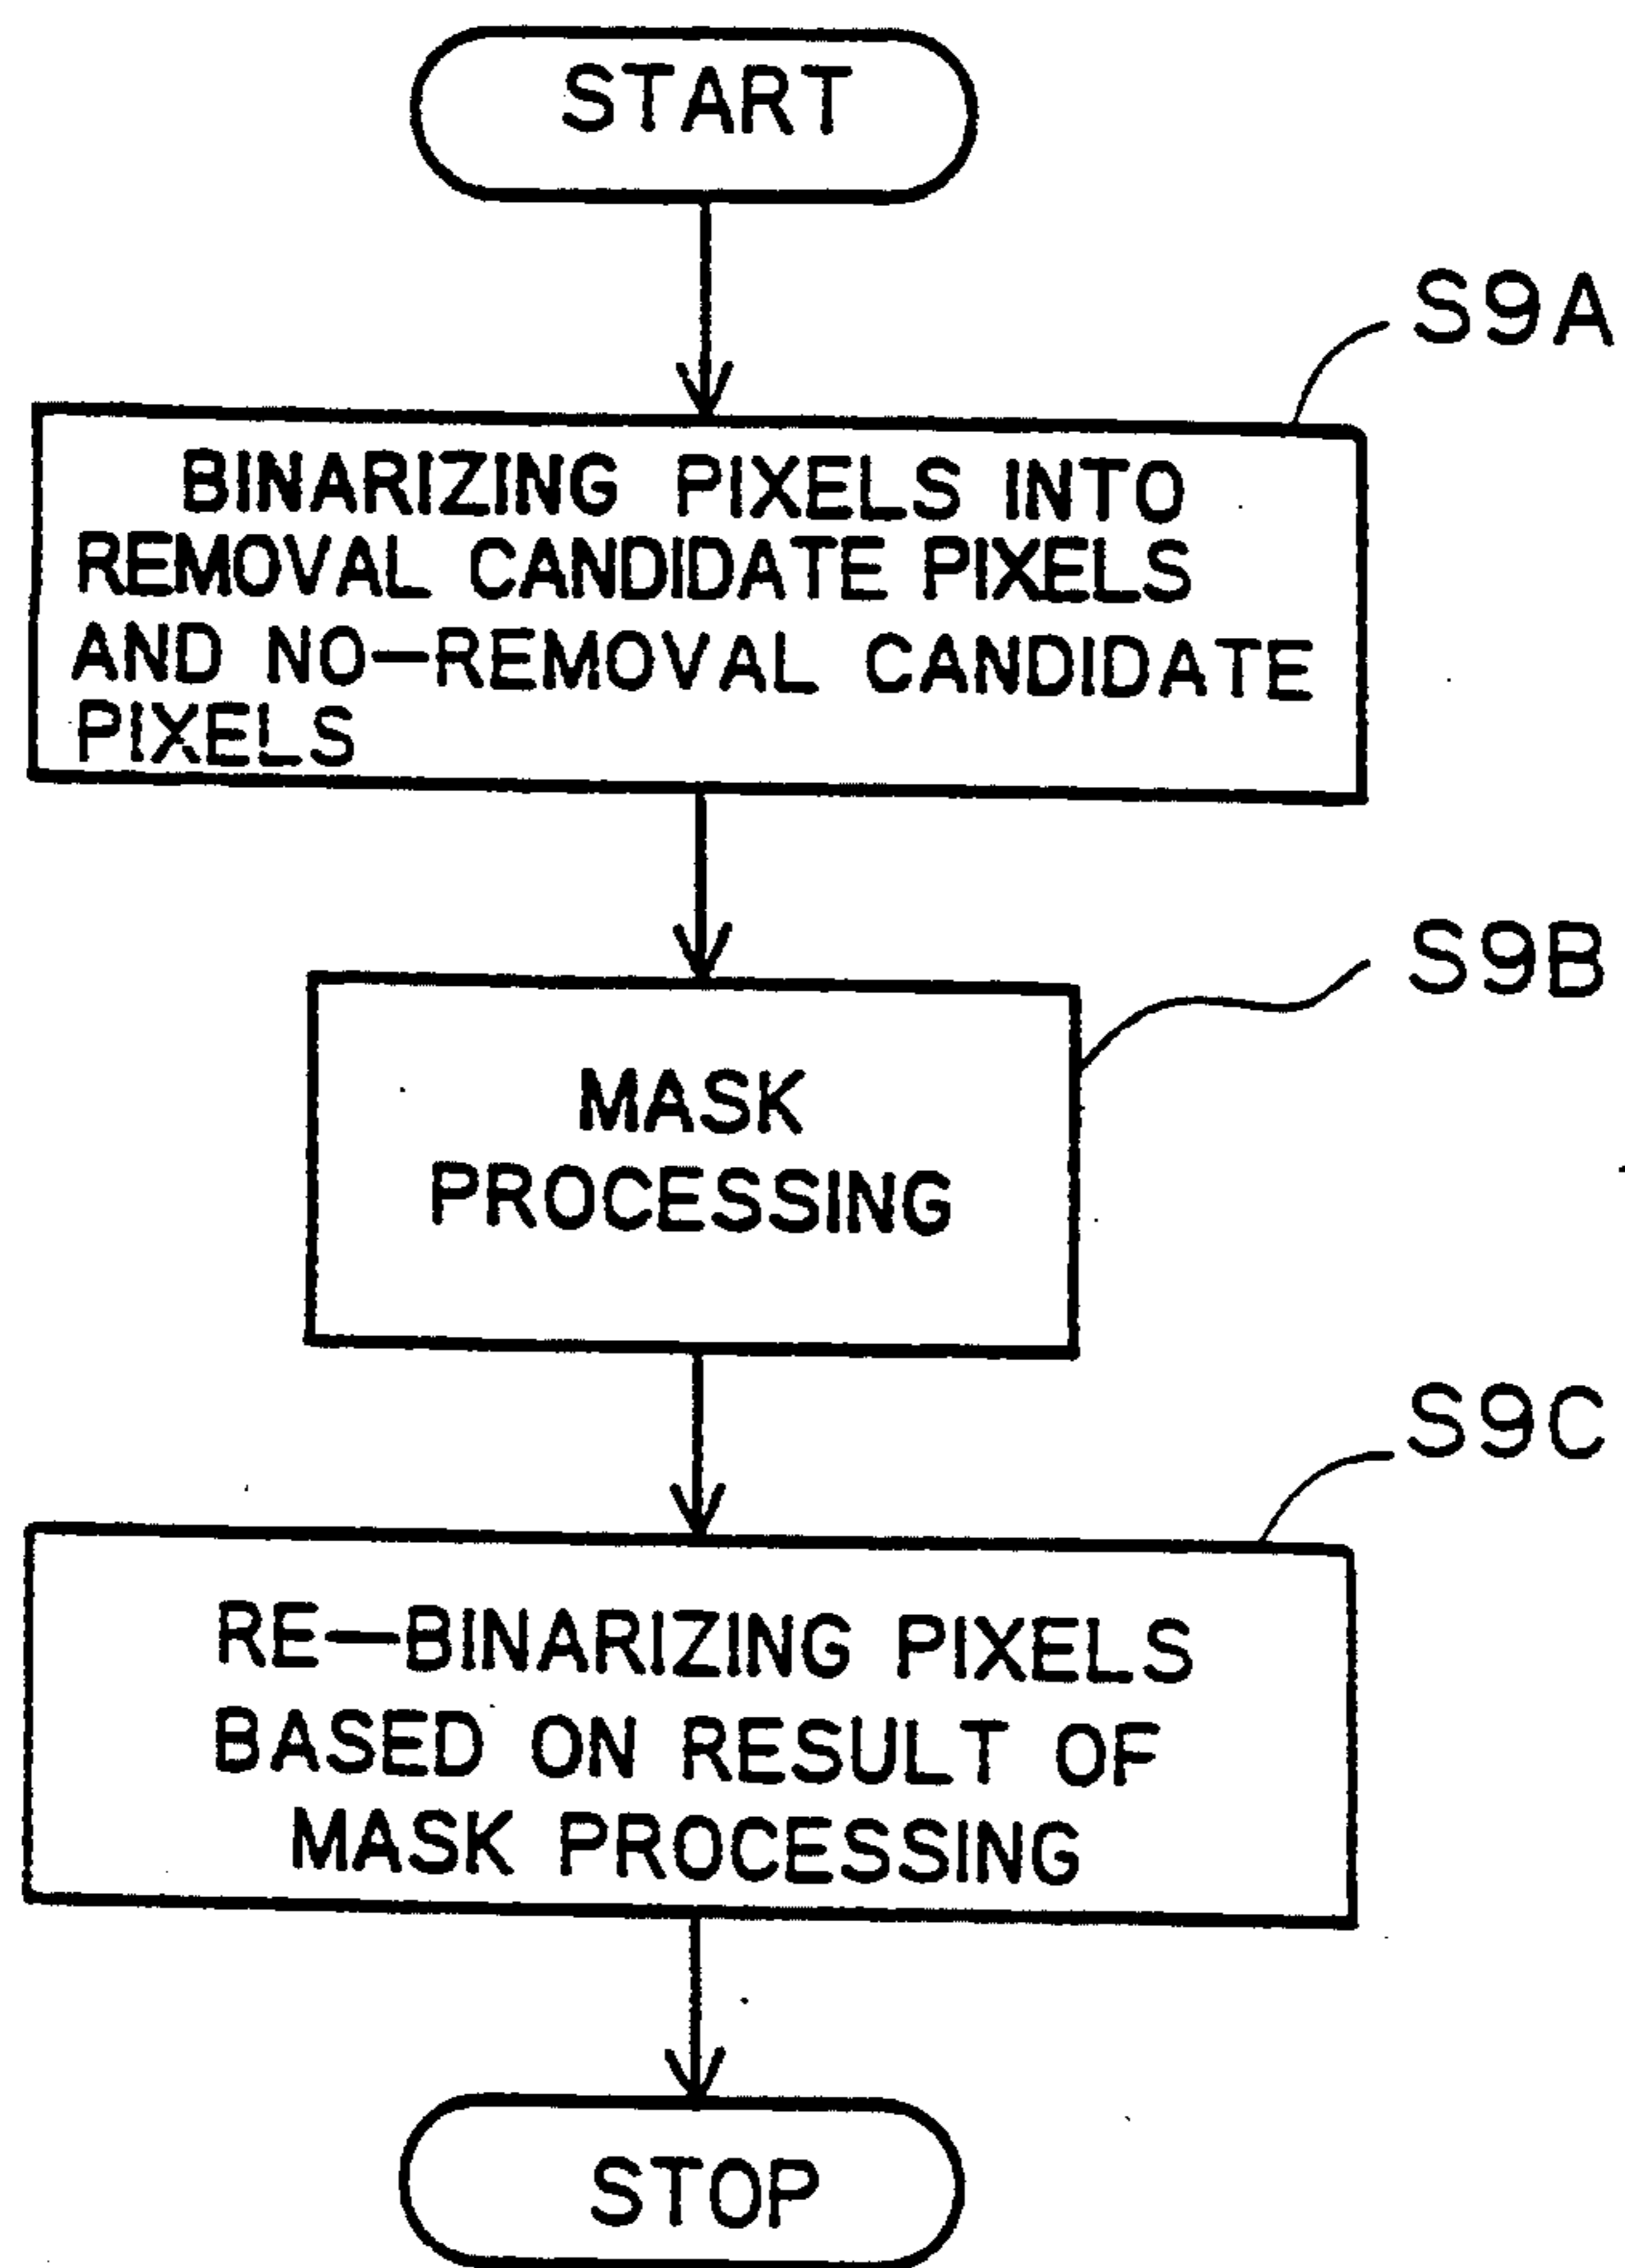 START
S9A
BINARIZING PIXELS INTO
REMOVAL CANDIDATE PIXELS
AND NO—REMOVAL CANDIDATE
PIXELS
S9B
MASK
PROCESSING
S9C
RE—BINARIZING PIXELS
BASED ON RESULT OF
MASK PROCESSING
STOP